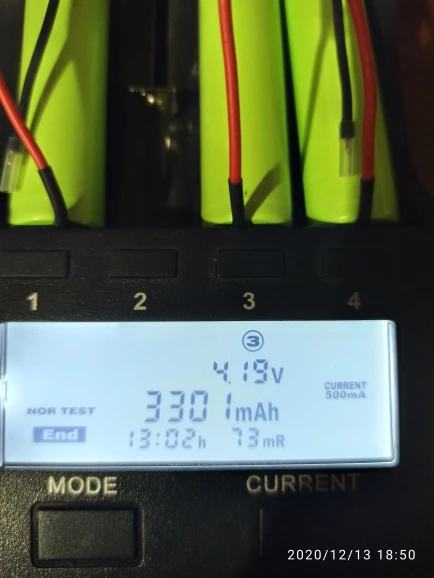 1 2 3 4
③
4.19V
CURRENT
500mA
3301mAh
NOR TEST
End
13:02h 73mR
MODE CURRENT
2020/12/13 18:50